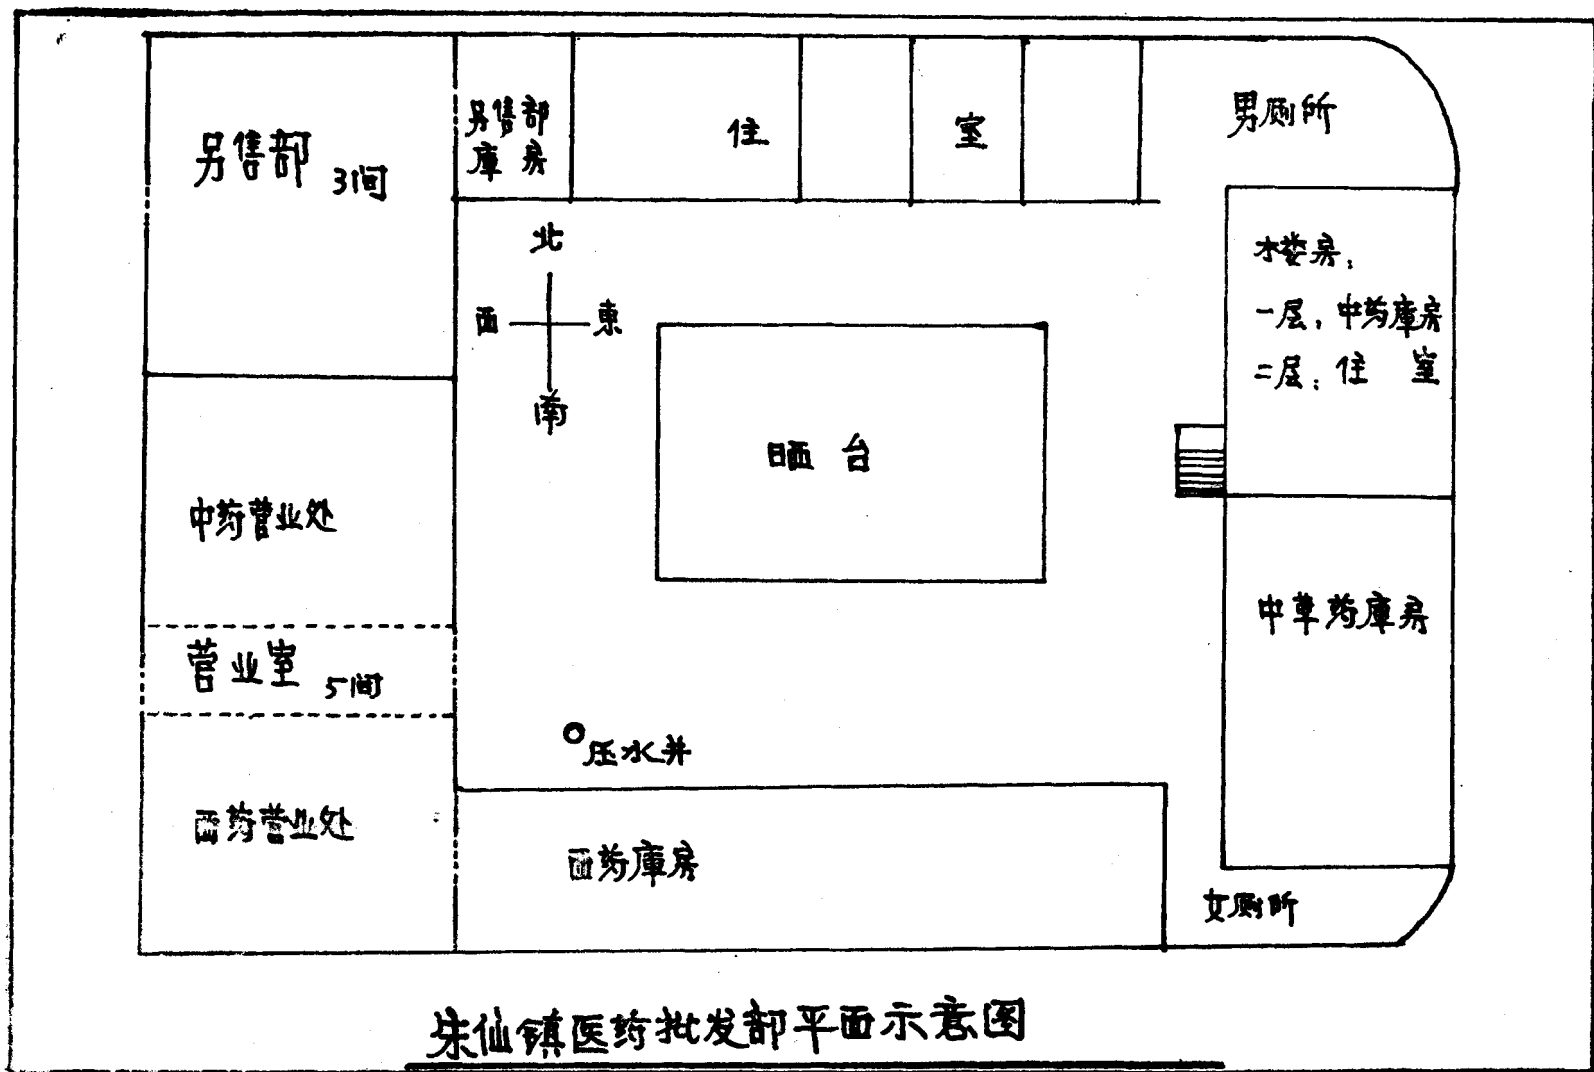 另售部 3间
另售部
庫房
住 室
男厕所
北
西 東
南
木楼房：
一层：中药庫房
二层：住 室
晒台
中药营业处
营业室 5间
西药营业处
中草药庫房
压水井
西药庫房
女厕所
朱仙镇医药批发部平面示意图